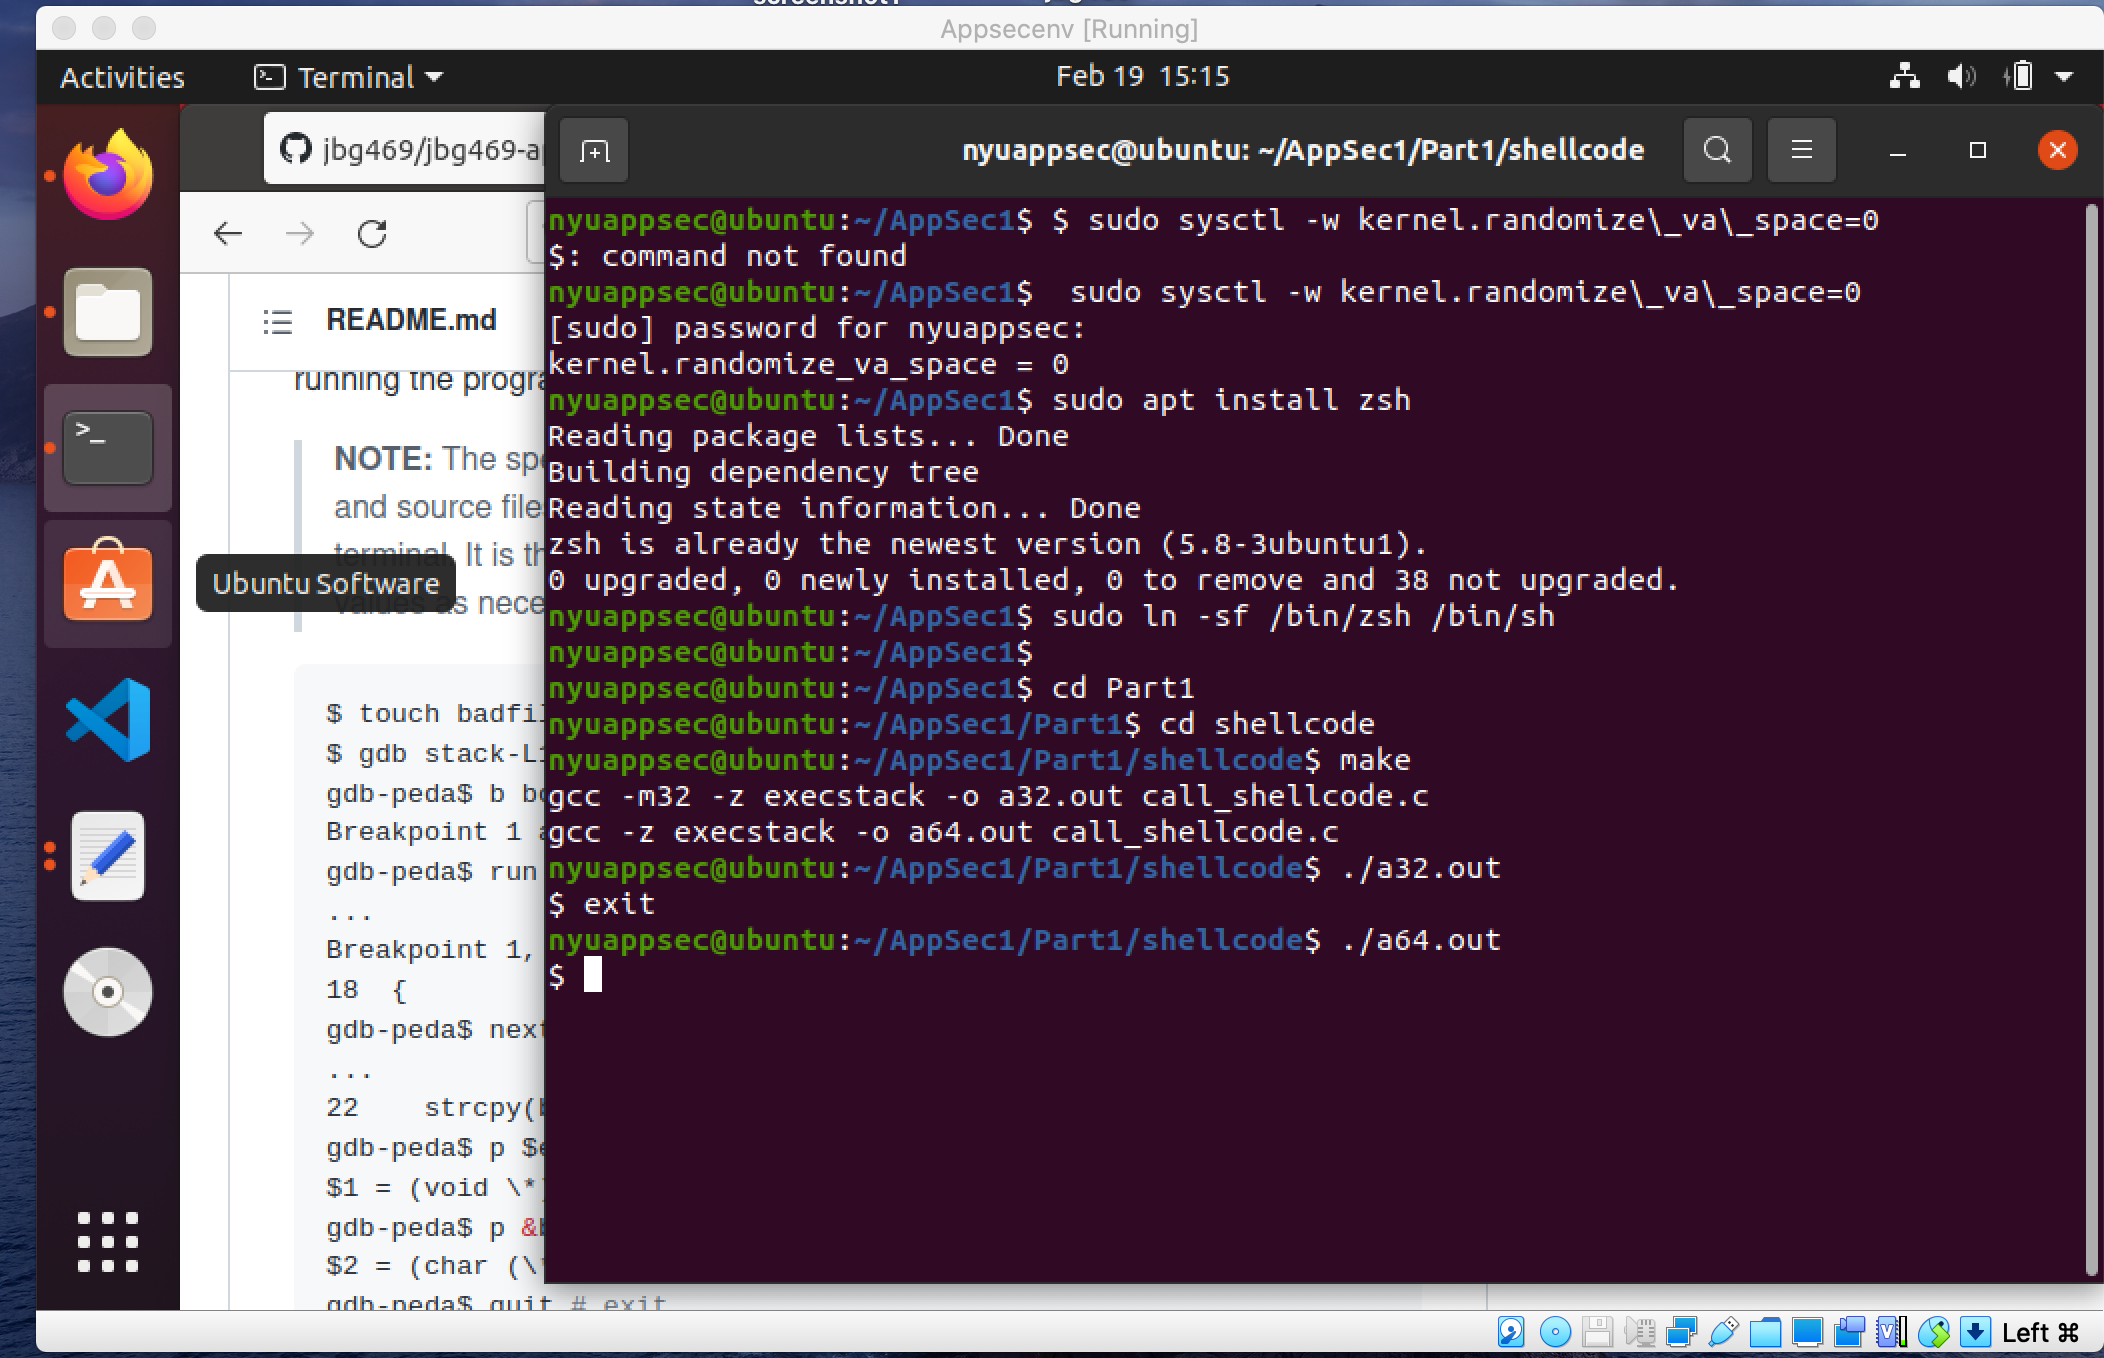 Appsecenv [Running]
Activities
Terminal
Feb 19 15:15
jbg469/jbg469-a
nyuappsec@ubuntu: ~/AppSec1/Part1/shellcode
README.md
running the progra
NOTE: The spe
and source file
terminal. It is th
values as nece
Ubuntu Software
$ touch badfil
$ gdb stack-L1
gdb-peda$ b bo
Breakpoint 1 a
gdb-peda$ run
...
Breakpoint 1,
18  {
gdb-peda$ next
...
22    strcpy(b
gdb-peda$ p $e
$1 = (void \*)
gdb-peda$ p &b
$2 = (char (\*
gdb-peda$ quit # exit
nyuappsec@ubuntu:~/AppSec1$ $ sudo sysctl -w kernel.randomize\_va\_space=0
$: command not found
nyuappsec@ubuntu:~/AppSec1$  sudo sysctl -w kernel.randomize\_va\_space=0
[sudo] password for nyuappsec:
kernel.randomize_va_space = 0
nyuappsec@ubuntu:~/AppSec1$ sudo apt install zsh
Reading package lists... Done
Building dependency tree
Reading state information... Done
zsh is already the newest version (5.8-3ubuntu1).
0 upgraded, 0 newly installed, 0 to remove and 38 not upgraded.
nyuappsec@ubuntu:~/AppSec1$ sudo ln -sf /bin/zsh /bin/sh
nyuappsec@ubuntu:~/AppSec1$
nyuappsec@ubuntu:~/AppSec1$ cd Part1
nyuappsec@ubuntu:~/AppSec1/Part1$ cd shellcode
nyuappsec@ubuntu:~/AppSec1/Part1/shellcode$ make
gcc -m32 -z execstack -o a32.out call_shellcode.c
gcc -z execstack -o a64.out call_shellcode.c
nyuappsec@ubuntu:~/AppSec1/Part1/shellcode$ ./a32.out
$ exit
nyuappsec@ubuntu:~/AppSec1/Part1/shellcode$ ./a64.out
$
Left ⌘